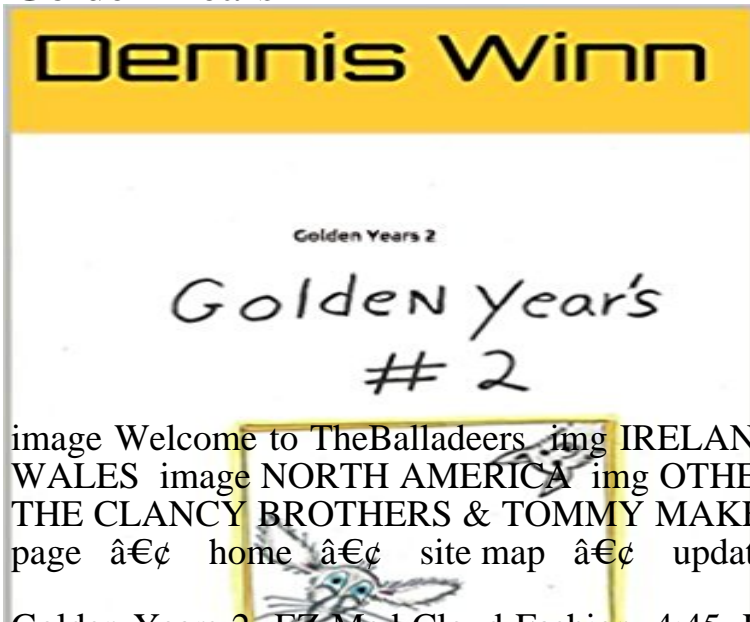 Dennis Winn
Golden Years 2
Golden Year's
# 2
image Welcome to TheBalladeers img IRELAN
WALES image NORTH AMERICA img OTHE
THE CLANCY BROTHERS & TOMMY MAKE
page â€¢ home â€¢ site map â€¢ updat